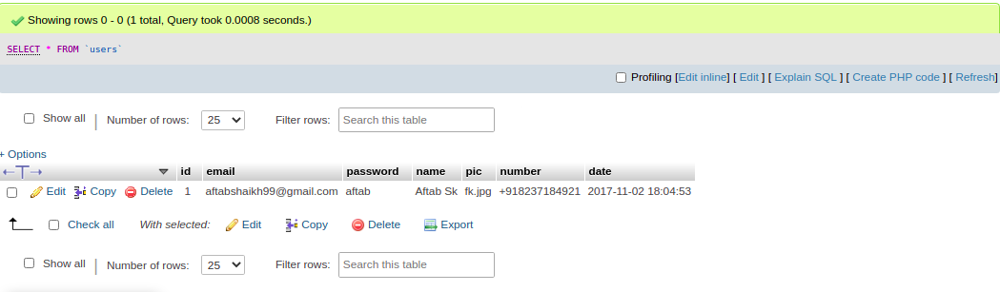 Showing rows 0 - 0 (1 total, Query took 0.0008 seconds.)
SELECT * FROM `users`
Profiling [Edit inline] [ Edit ] [ Explain SQL ] [ Create PHP code ] [ Refresh]
Show all | Number of rows: 25 Filter rows: Search this table
+ Options
←T→ id email password name pic number date
Edit Copy Delete 1 aftabshaikh99@gmail.com aftab Aftab Sk fk.jpg +918237184921 2017-11-02 18:04:53
Check all With selected: Edit Copy Delete Export
Show all | Number of rows: 25 Filter rows: Search this table